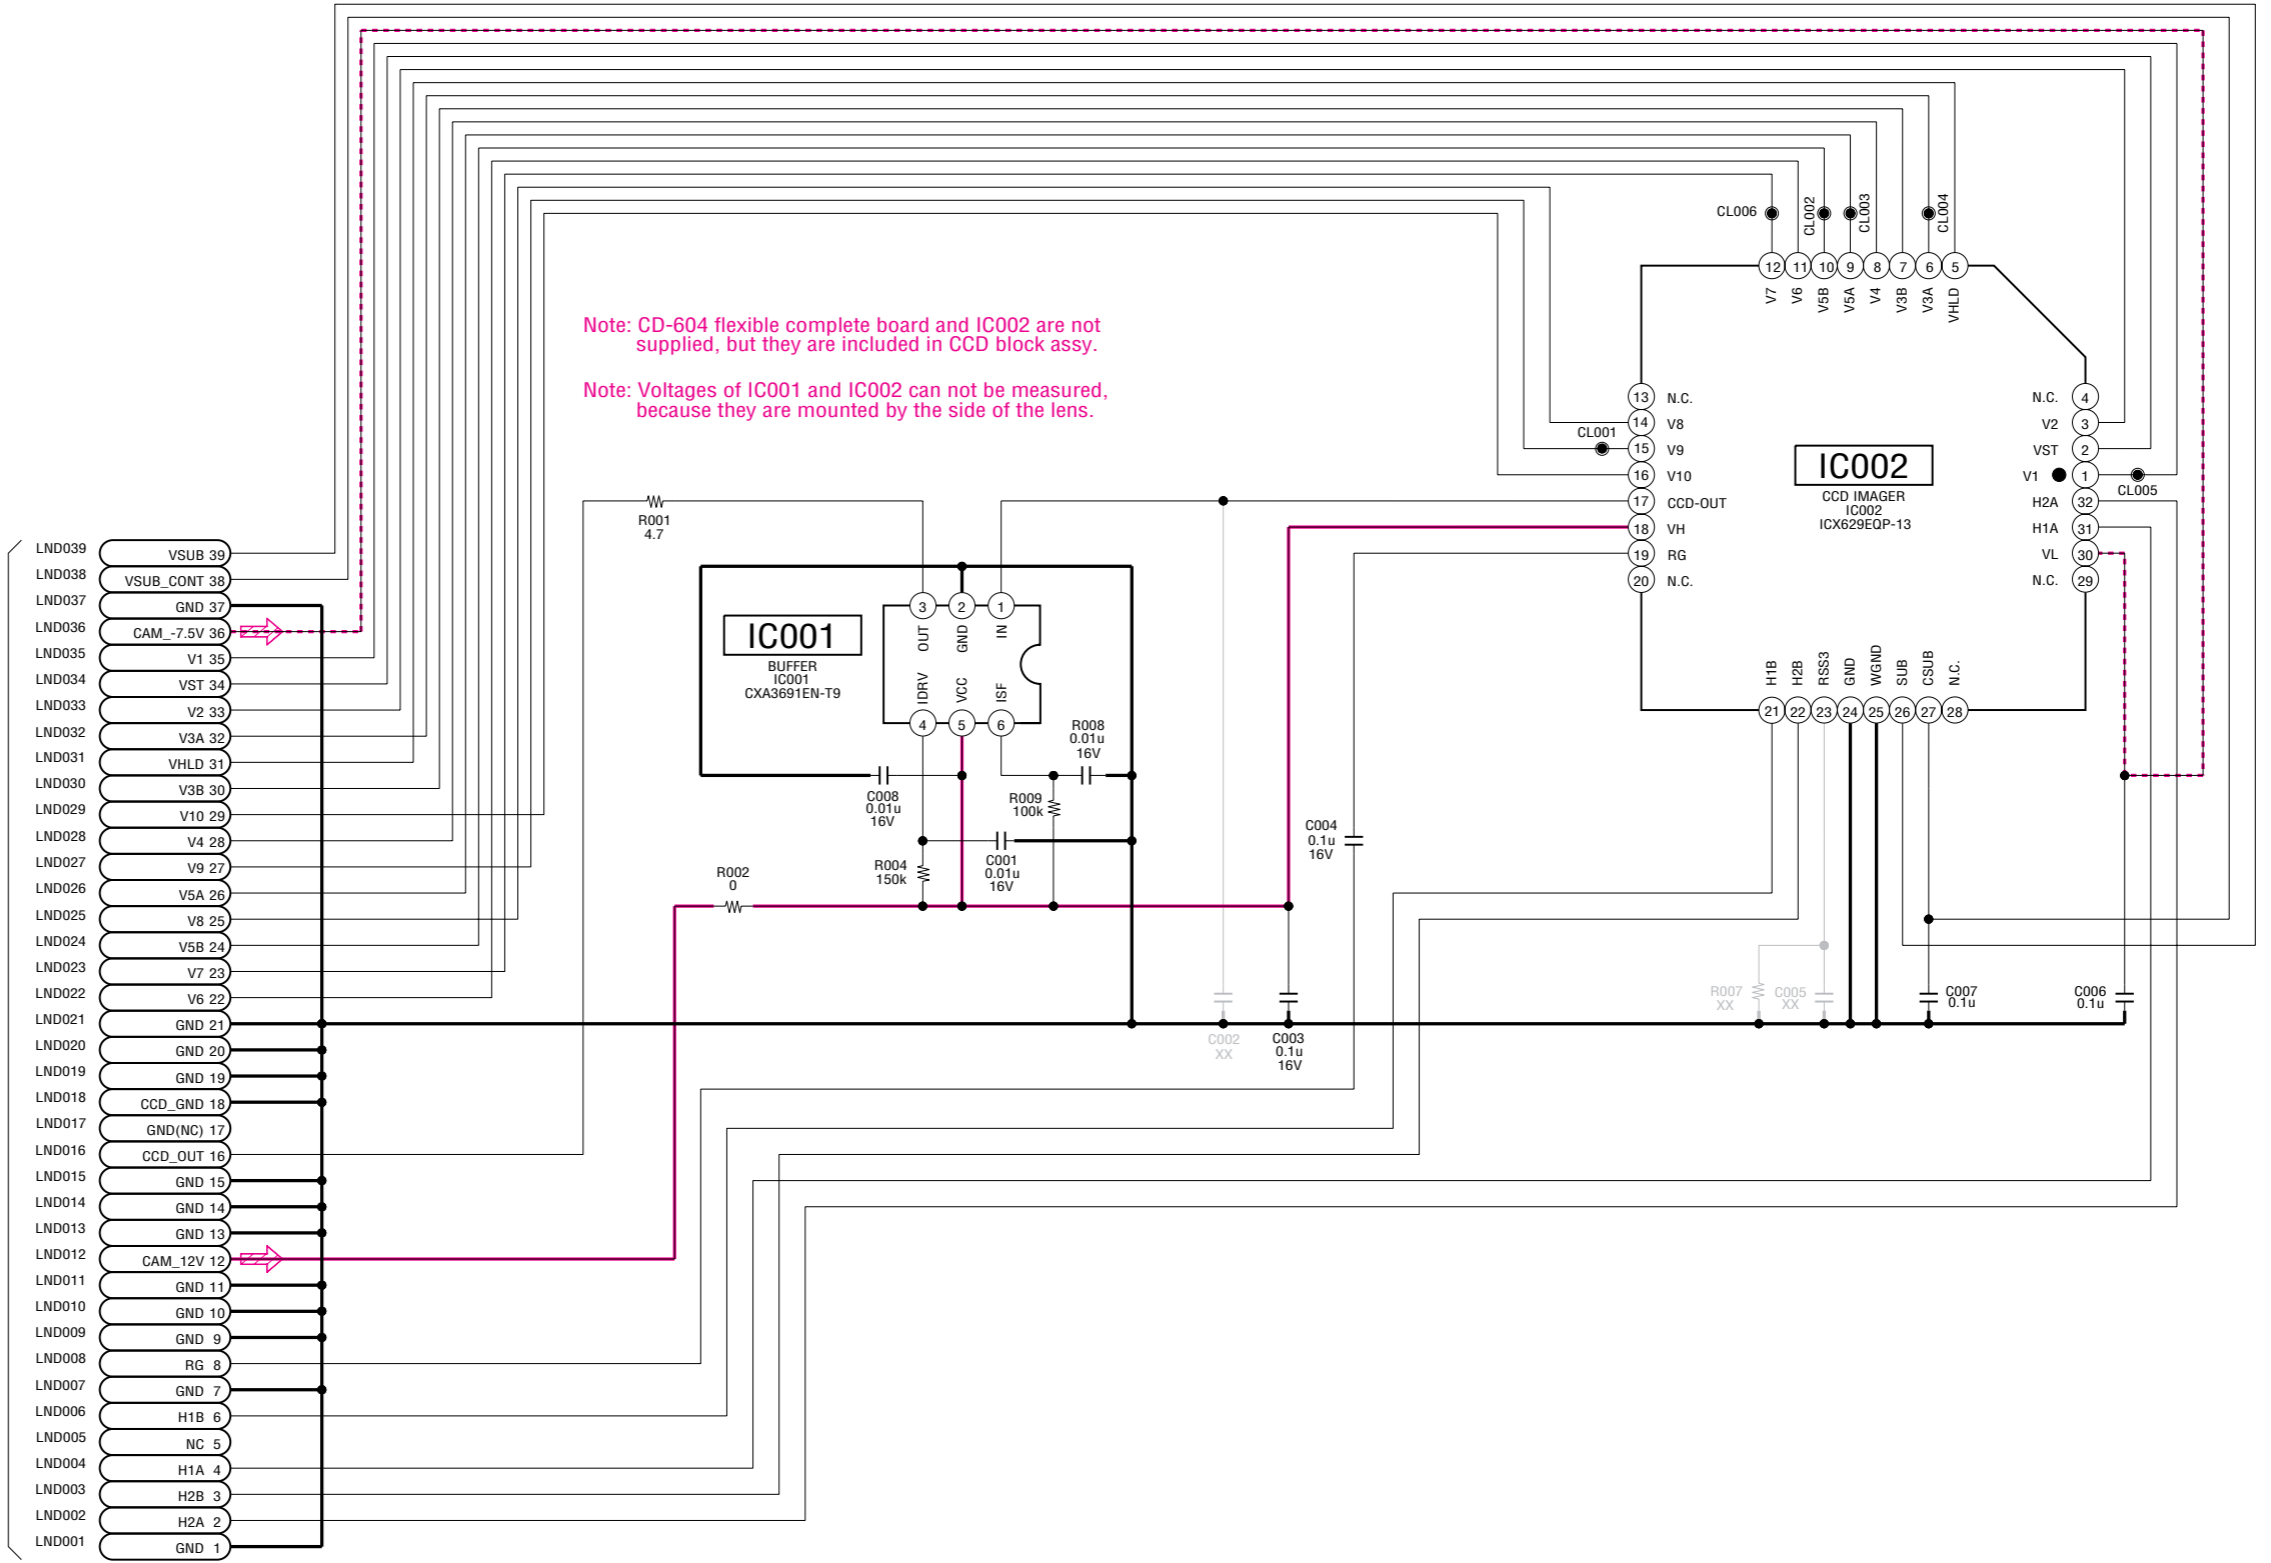 CL006
CL002
CL003
CL004
12 11 10 9 8 7 6 5
V7 V6 V5B V5A V4 V3B V3A VHLD
Note: CD-604 flexible complete board and IC002 are not
supplied, but they are included in CCD block assy.
Note: Voltages of IC001 and IC002 can not be measured,
because they are mounted by the side of the lens.
13 N.C.
14 V8
CL001
15 V9
16 V10
17 CCD-OUT
18 VH
19 RG
20 N.C.
N.C. 4
V2 3
VST 2
V1 1
CL005
H2A 32
H1A 31
VL 30
N.C. 29
IC002
CCD IMAGER
IC002
ICX629EQP-13
H1B H2B RSS3 GND WGND SUB CSUB N.C.
21 22 23 24 25 26 27 28
R001
4.7
3 2 1
OUT GND IN
IC001
BUFFER
IC001
CXA3691EN-T9
IDRV VCC ISF
4 5 6
R008
0.01u
16V
C008
0.01u
16V
R009
100k
R004
150k
C001
0.01u
16V
R002
0
C004
0.1u
16V
C002
XX
C003
0.1u
16V
R007
XX
C005
XX
C007
0.1u
C006
0.1u
LND039 VSUB 39
LND038 VSUB_CONT 38
LND037 GND 37
LND036 CAM_-7.5V 36
LND035 V1 35
LND034 VST 34
LND033 V2 33
LND032 V3A 32
LND031 VHLD 31
LND030 V3B 30
LND029 V10 29
LND028 V4 28
LND027 V9 27
LND026 V5A 26
LND025 V8 25
LND024 V5B 24
LND023 V7 23
LND022 V6 22
LND021 GND 21
LND020 GND 20
LND019 GND 19
LND018 CCD_GND 18
LND017 GND(NC) 17
LND016 CCD_OUT 16
LND015 GND 15
LND014 GND 14
LND013 GND 13
LND012 CAM_12V 12
LND011 GND 11
LND010 GND 10
LND009 GND 9
LND008 RG 8
LND007 GND 7
LND006 H1B 6
LND005 NC 5
LND004 H1A 4
LND003 H2B 3
LND002 H2A 2
LND001 GND 1